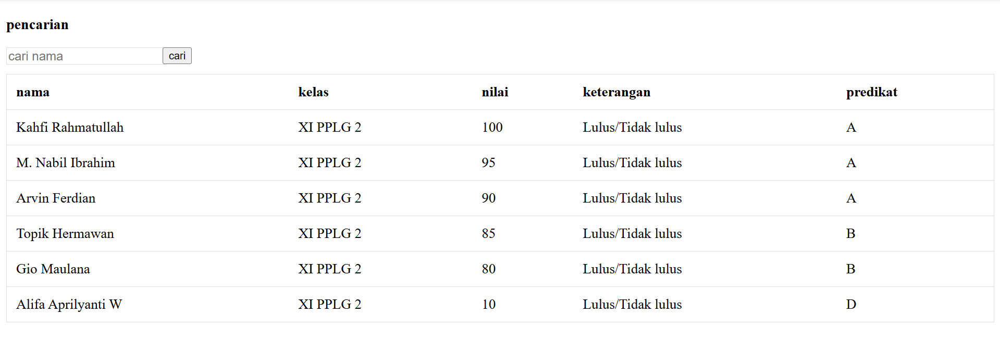 pencarian
cari nama cari
nama kelas nilai keterangan predikat
Kahfi Rahmatullah XI PPLG 2 100 Lulus/Tidak lulus A
M. Nabil Ibrahim XI PPLG 2 95 Lulus/Tidak lulus A
Arvin Ferdian XI PPLG 2 90 Lulus/Tidak lulus A
Topik Hermawan XI PPLG 2 85 Lulus/Tidak lulus B
Gio Maulana XI PPLG 2 80 Lulus/Tidak lulus B
Alifa Aprilyanti W XI PPLG 2 10 Lulus/Tidak lulus D